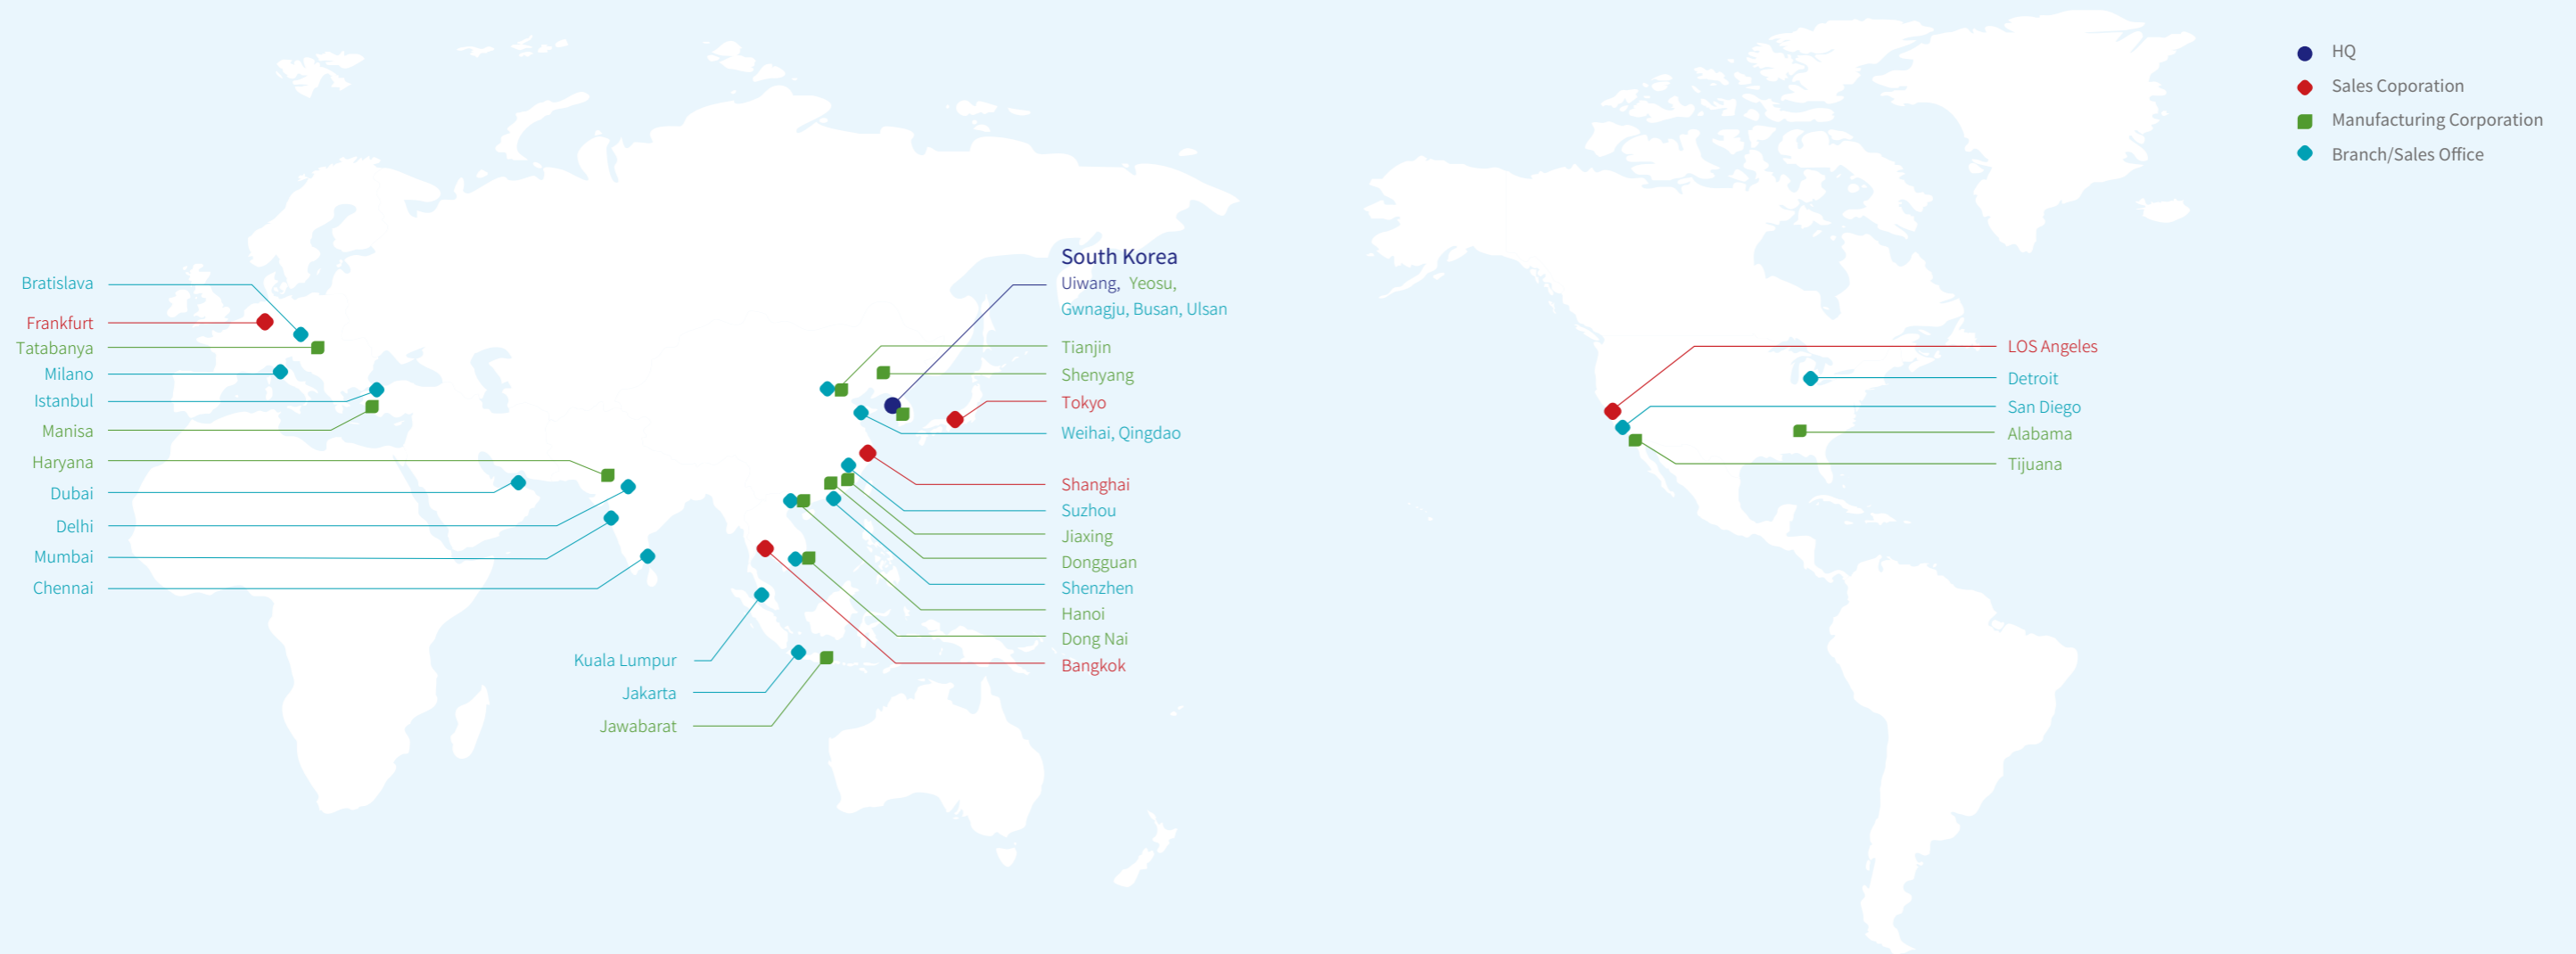 HQ
Sales Coporation
Manufacturing Corporation
Branch/Sales Office
Bratislava
Frankfurt
Tatabanya
Milano
Istanbul
Manisa
Haryana
Dubai
Delhi
Mumbai
Chennai
Kuala Lumpur
Jakarta
Jawabarat
South Korea
Uiwang, Yeosu,
Gwnagju, Busan, Ulsan
Tianjin
Shenyang
Tokyo
Weihai, Qingdao
Shanghai
Suzhou
Jiaxing
Dongguan
Shenzhen
Hanoi
Dong Nai
Bangkok
LOS Angeles
Detroit
San Diego
Alabama
Tijuana